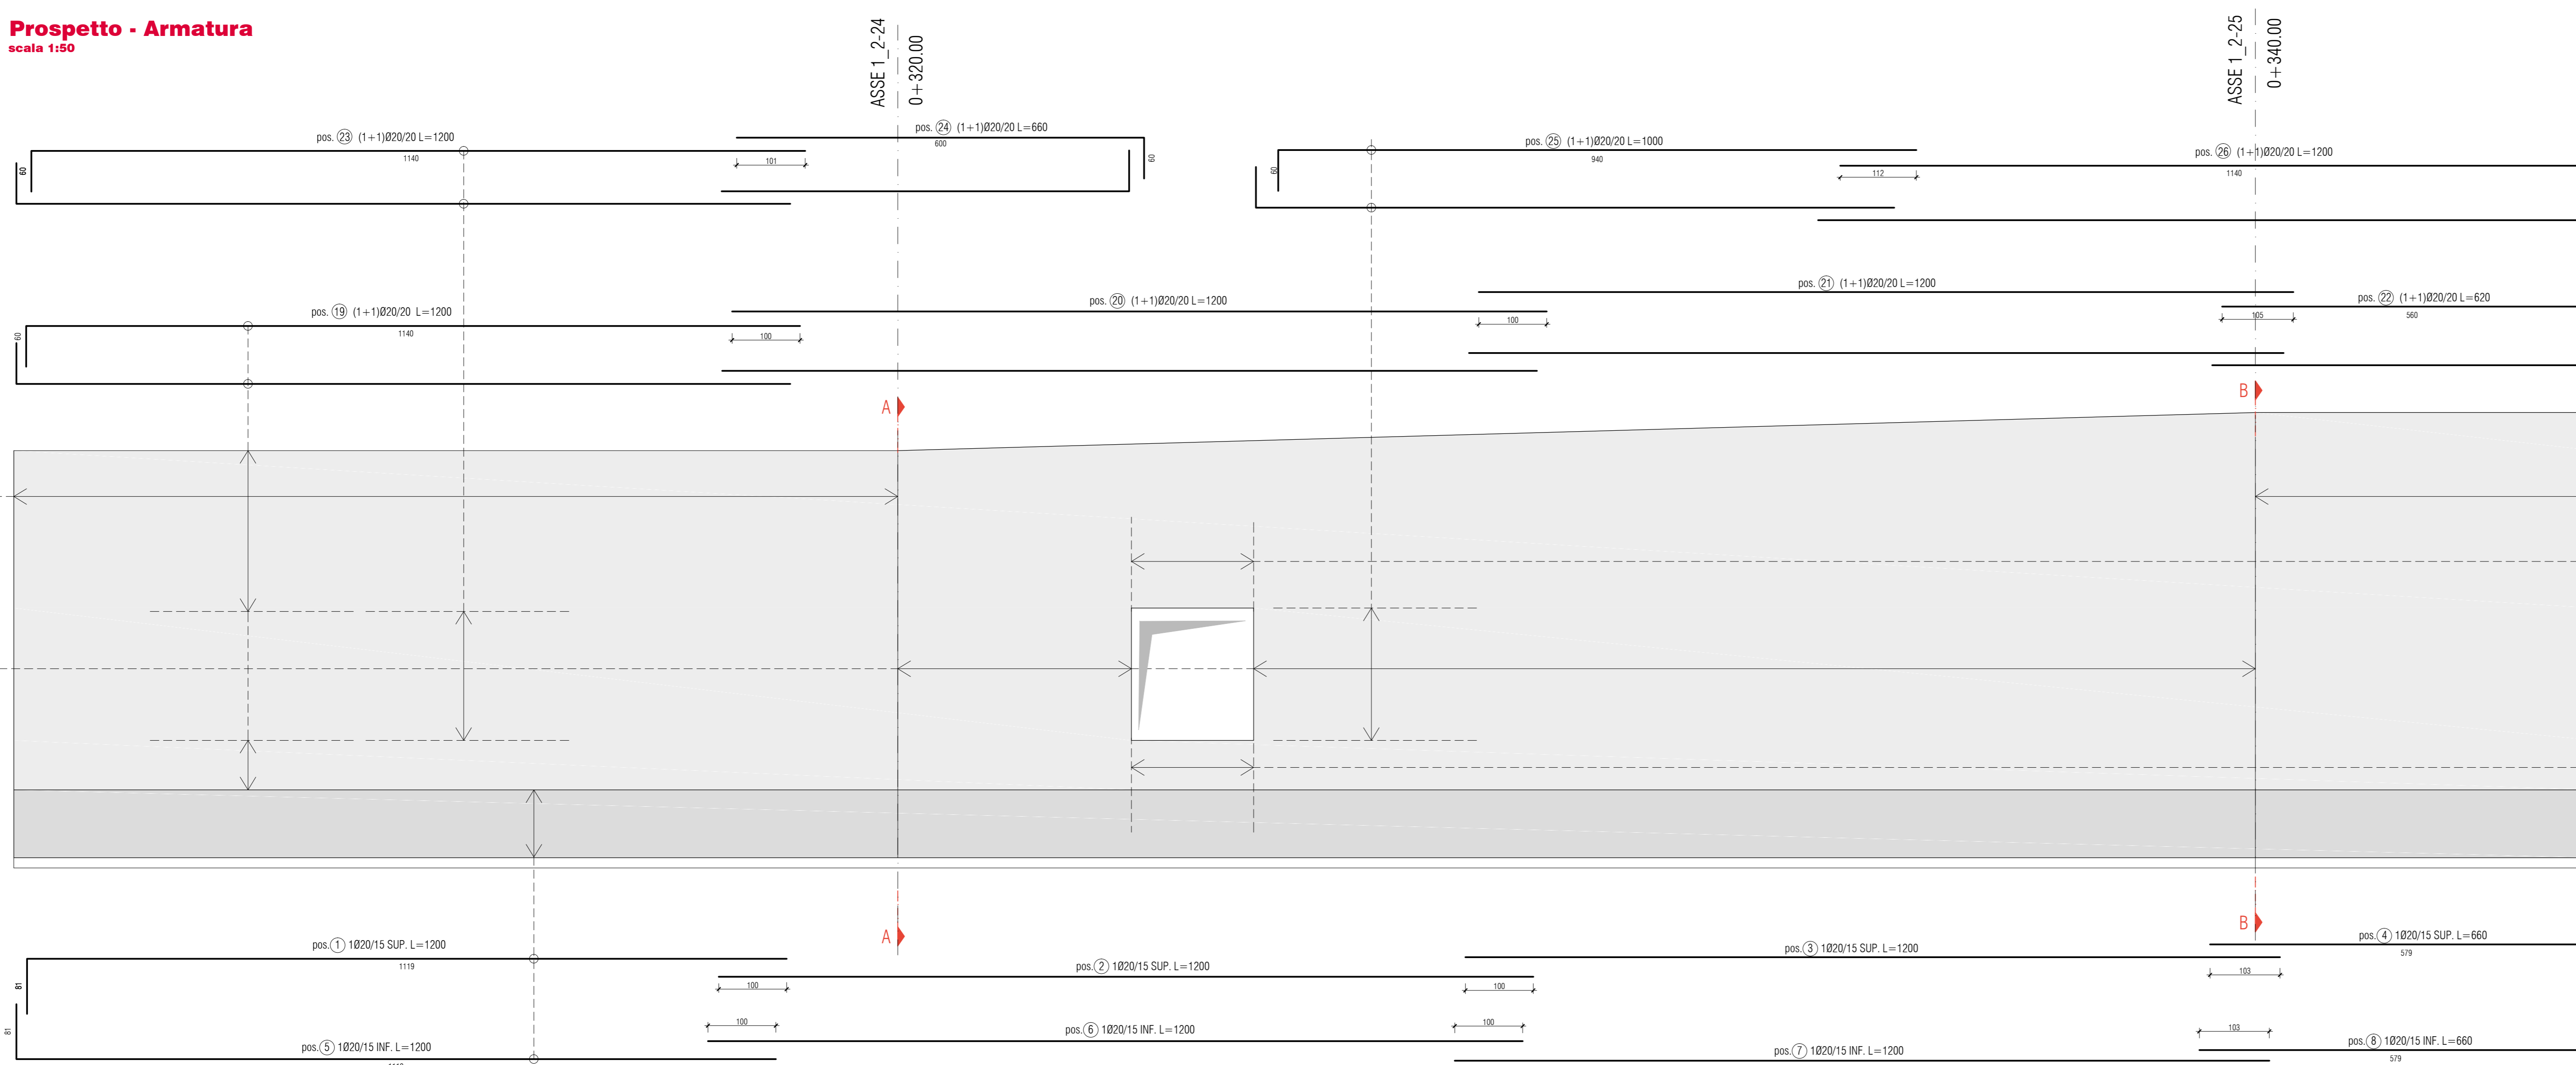 Prospetto - Armatura
scala 1:50
ASSE 1_2-24
0+320.00
ASSE 1_2-25
0+340.00
pos. 23 (1+1)Ø20/20 L=1200
1140
60
60
101
pos. 24 (1+1)Ø20/20 L=660
600
60
pos. 25 (1+1)Ø20/20 L=1000
940
60
112
pos. 26 (1+1)Ø20/20 L=1200
1140
pos. 19 (1+1)Ø20/20 L=1200
1140
60
100
pos. 20 (1+1)Ø20/20 L=1200
100
pos. 21 (1+1)Ø20/20 L=1200
105
pos. 22 (1+1)Ø20/20 L=620
560
A
B
A
B
pos. 1 1Ø20/15 SUP. L=1200
1119
81
100
pos. 2 1Ø20/15 SUP. L=1200
100
pos. 3 1Ø20/15 SUP. L=1200
103
pos. 4 1Ø20/15 SUP. L=660
579
81
pos. 5 1Ø20/15 INF. L=1200
100
pos. 6 1Ø20/15 INF. L=1200
100
pos. 7 1Ø20/15 INF. L=1200
103
pos. 8 1Ø20/15 INF. L=660
579